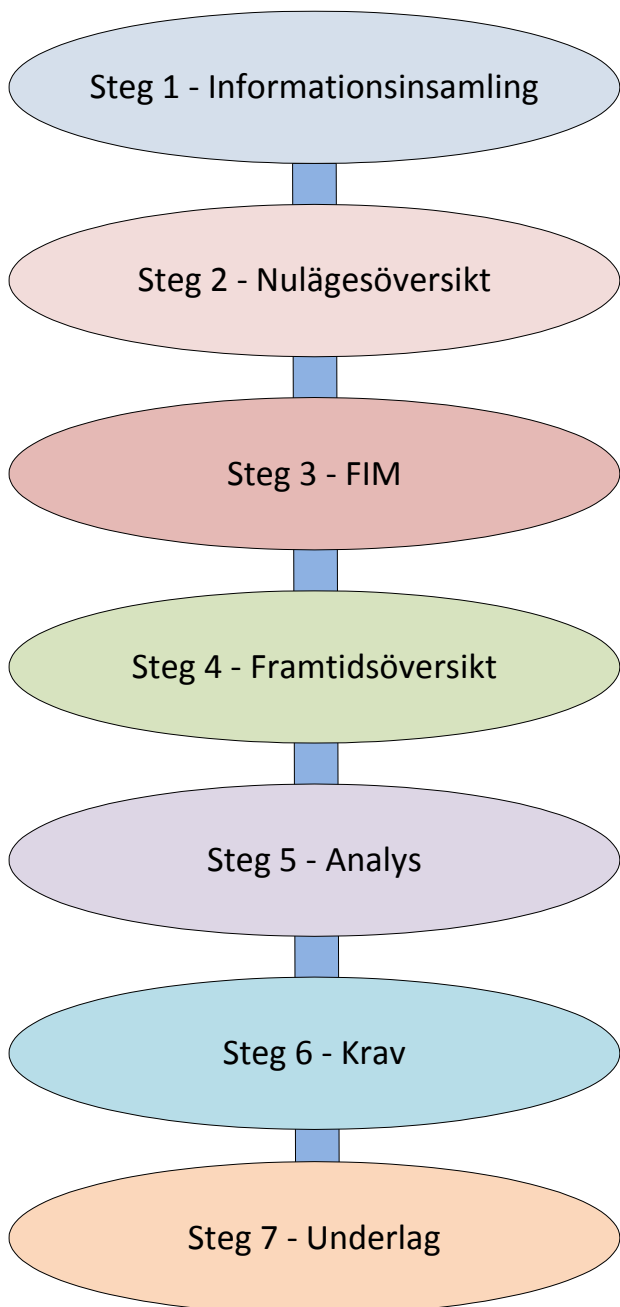 Steg 1 - Informationsinsamling
Steg 2 - Nulägesöversikt
Steg 3 - FIM
Steg 4 - Framtidsöversikt
Steg 5 - Analys
Steg 6 - Krav
Steg 7 - Underlag